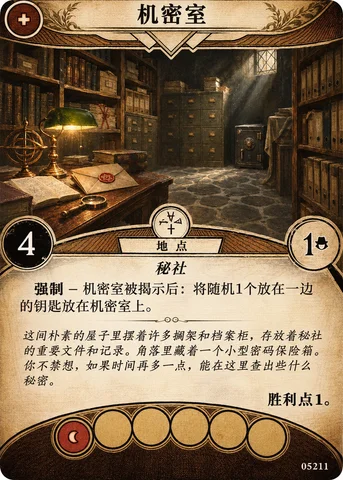 机密室
4
地点
1
秘社
强制 – 机密室被揭示后：将随机1个放在一边
的钥匙放在机密室上。
这间朴素的屋子里摆着许多搁架和档案柜，存放着秘社
的重要文件和记录。角落里藏着一个小型密码保险箱。
你不禁想，如果时间再多一点，能在这里查出些什么
秘密。
胜利点1。
05211